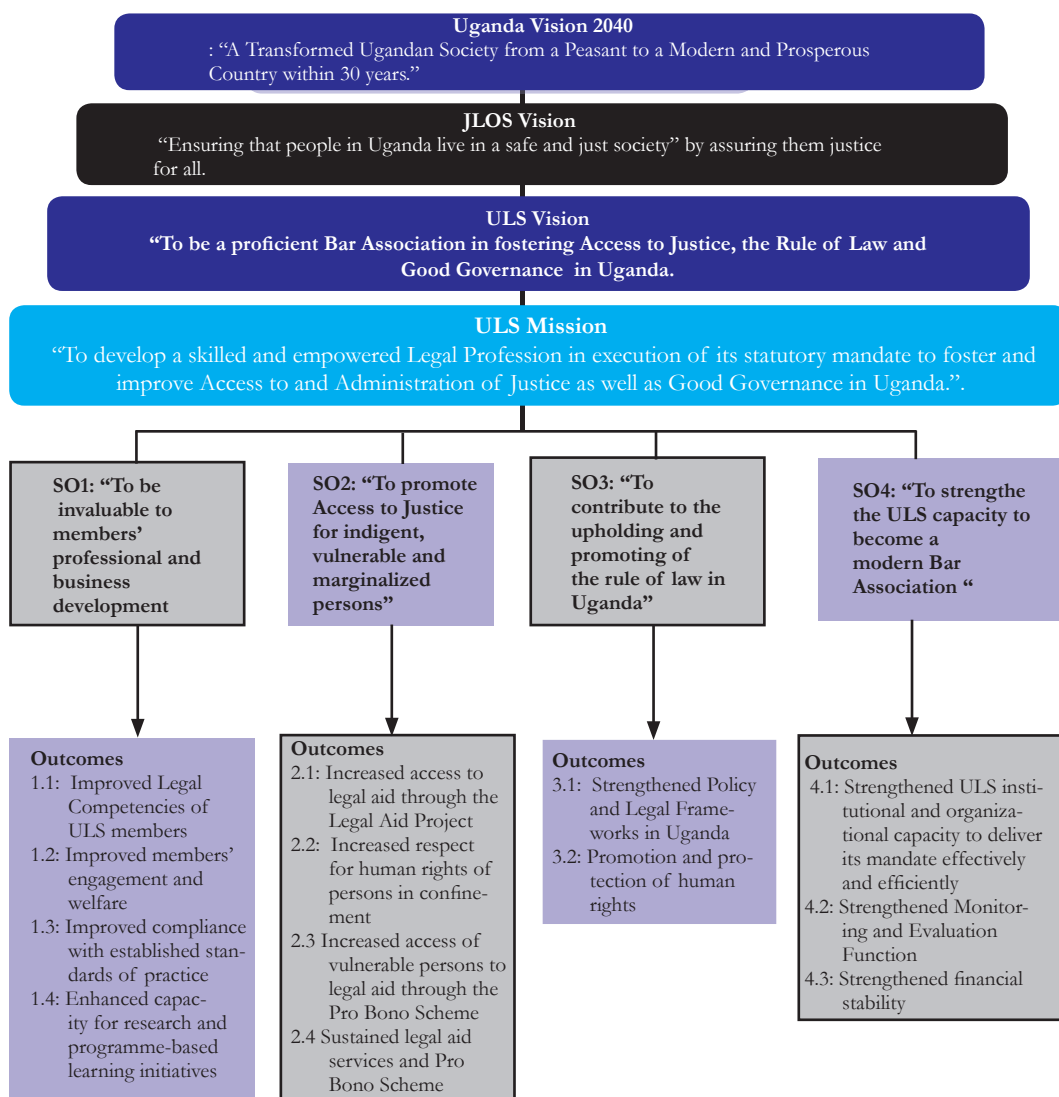 Uganda Vision 2040
: “A Transformed Ugandan Society from a Peasant to a Modern and Prosperous
Country within 30 years.”
JLOS Vision
“Ensuring that people in Uganda live in a safe and just society” by assuring them justice
for all.
ULS Vision
“To be a proficient Bar Association in fostering Access to Justice, the Rule of Law and
Good Governance in Uganda.
ULS Mission
“To develop a skilled and empowered Legal Profession in execution of its statutory mandate to foster and
improve Access to and Administration of Justice as well as Good Governance in Uganda.”.
SO1: “To be
invaluable to
members’
professional and
business
development
SO2: “To promote
Access to Justice
for indigent,
vulnerable and
marginalized
persons”
SO3: “To
contribute to the
upholding and
promoting of
the rule of law in
Uganda”
SO4: “To strengthe
the ULS capacity to
become a
modern Bar
Association “
Outcomes
1.1: Improved Legal
Competencies of
ULS members
1.2: Improved members’
engagement and
welfare
1.3: Improved compliance
with established stan-
dards of practice
1.4: Enhanced capac-
ity for research and
programme-based
learning initiatives
Outcomes
2.1: Increased access to
legal aid through the
Legal Aid Project
2.2: Increased respect
for human rights of
persons in confine-
ment
2.3 Increased access of
vulnerable persons to
legal aid through the
Pro Bono Scheme
2.4 Sustained legal aid
services and Pro
Bono Scheme
Outcomes
3.1: Strengthened Policy
and Legal Frame-
works in Uganda
3.2: Promotion and pro-
tection of human
rights
Outcomes
4.1: Strengthened ULS insti-
tutional and organiza-
tional capacity to deliver
its mandate effectively
and efficiently
4.2: Strengthened Monitor-
ing and Evaluation
Function
4.3: Strengthened financial
stability